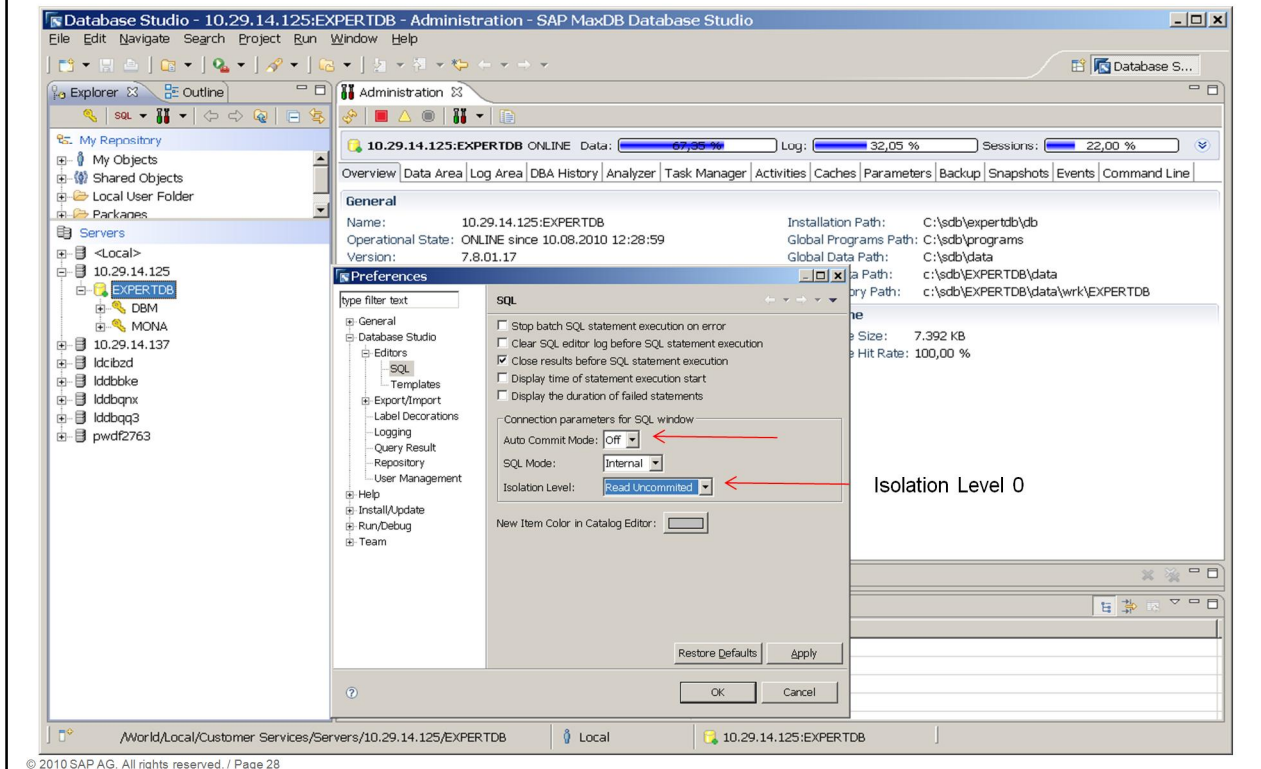 Database Studio - 10.29.14.125:EXPERTDB - Administration - SAP MaxDB Database Studio
File Edit Navigate Search Project Run Window Help
Database S...
Explorer Outline
SQL
My Repository
My Objects
Shared Objects
Local User Folder
Packages
Servers
<Local>
10.29.14.125
EXPERTDB
DBM
MONA
10.29.14.137
ldcibzd
lddbbke
lddbqnx
lddbqq3
pwdf2763
Administration
10.29.14.125:EXPERTDB ONLINE Data: 67,35 % Log: 32,05 % Sessions: 22,00 %
Overview Data Area Log Area DBA History Analyzer Task Manager Activities Caches Parameters Backup Snapshots Events Command Line
General
Name: 10.29.14.125:EXPERTDB
Operational State: ONLINE since 10.08.2010 12:28:59
Version: 7.8.01.17
Installation Path: C:\sdb\expertdb\db
Global Programs Path: C:\sdb\programs
Global Data Path: C:\sdb\data
a Path: c:\sdb\EXPERTDB\data
ory Path: c:\sdb\EXPERTDB\data\wrk\EXPERTDB
he
e Size: 7.392 KB
e Hit Rate: 100,00 %
Preferences
type filter text
General
Database Studio
Editors
SQL
Templates
Export/Import
Label Decorations
Logging
Query Result
Repository
User Management
Help
Install/Update
Run/Debug
Team
SQL
Stop batch SQL statement execution on error
Clear SQL editor log before SQL statement execution
Close results before SQL statement execution
Display time of statement execution start
Display the duration of failed statements
Connection parameters for SQL window
Auto Commit Mode: Off
SQL Mode: Internal
Isolation Level: Read Uncommited
Isolation Level 0
New Item Color in Catalog Editor:
Restore Defaults Apply
OK Cancel
/World/Local/Customer Services/Servers/10.29.14.125/EXPERTDB Local 10.29.14.125:EXPERTDB
© 2010 SAP AG. All rights reserved. / Page 28